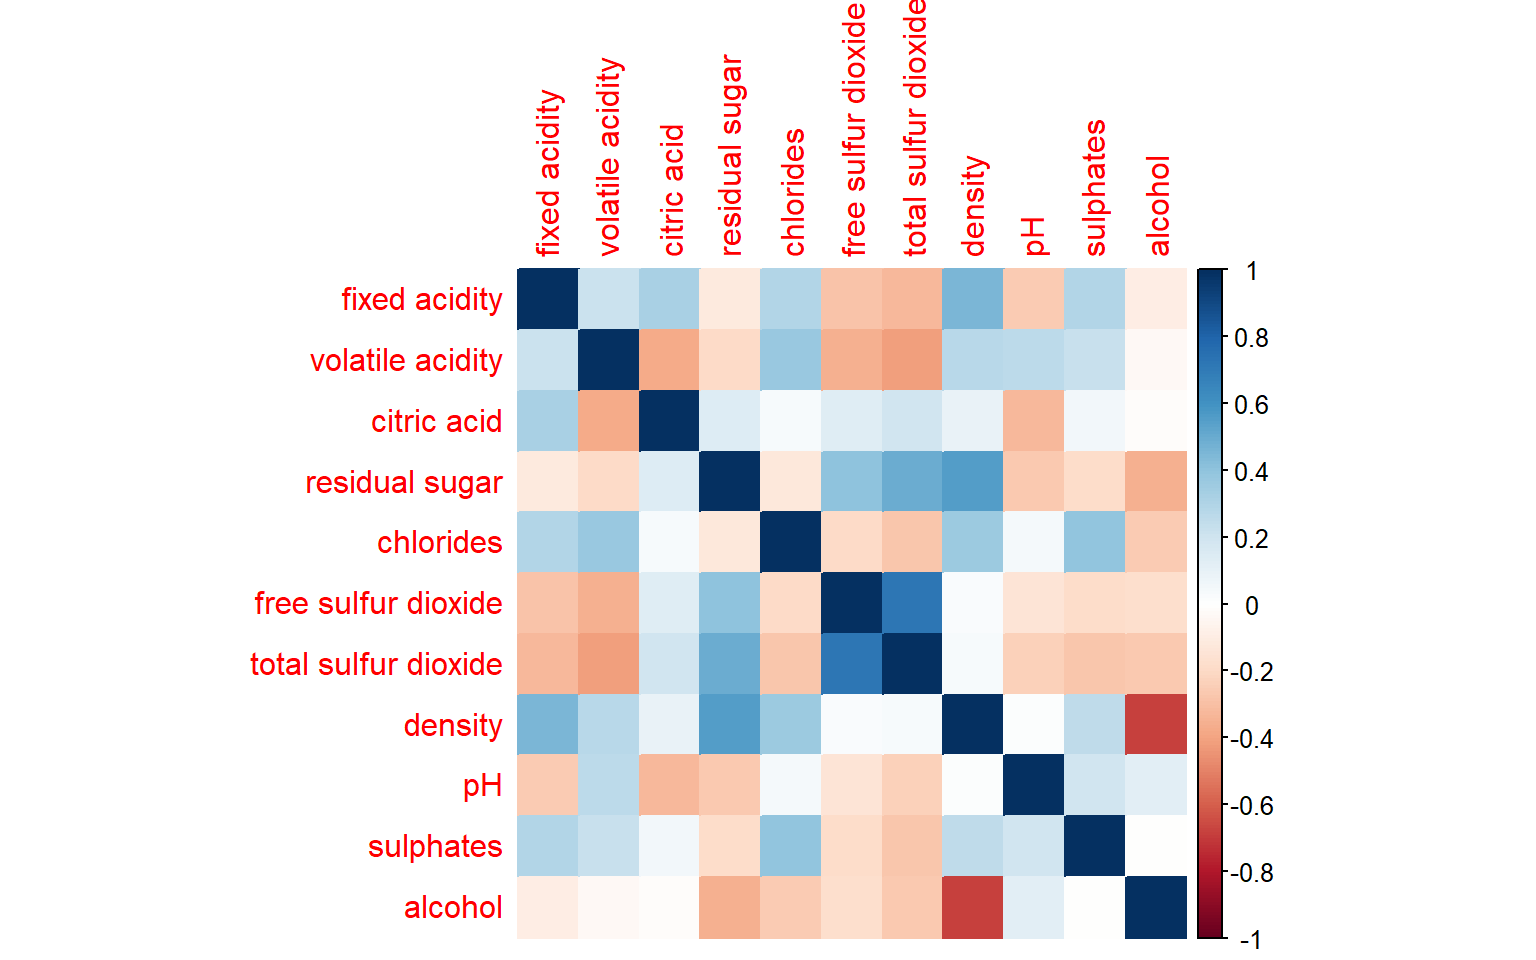 fixed acidity
volatile acidity
citric acid
residual sugar
chlorides
free sulfur dioxide
total sulfur dioxide
density
pH
sulphates
alcohol
fixed acidity
volatile acidity
citric acid
residual sugar
chlorides
free sulfur dioxide
total sulfur dioxide
density
pH
sulphates
alcohol
1
0.8
0.6
0.4
0.2
0
-0.2
-0.4
-0.6
-0.8
-1